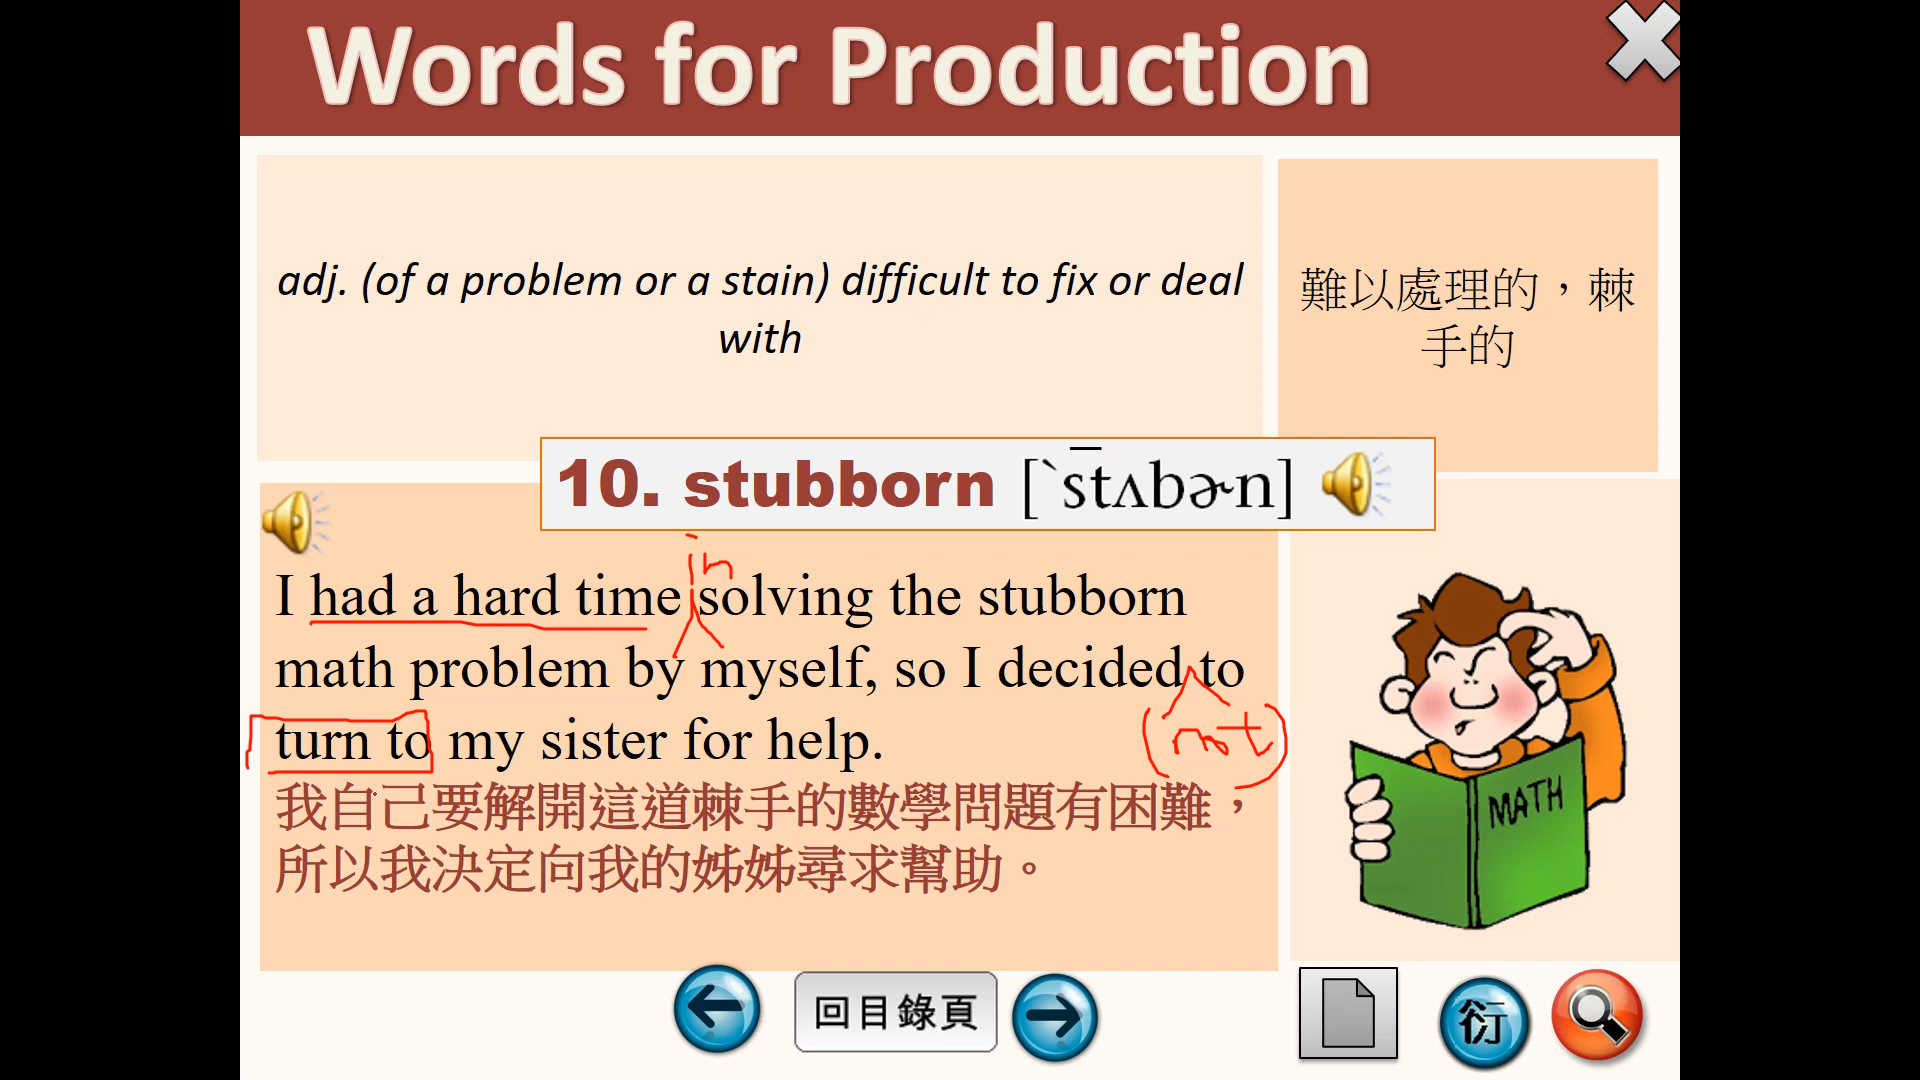 Words for Production
adj. (of a problem or a stain) difficult to fix or deal
with
難以處理的，棘
手的
10. stubborn [ˋstʌbɚn]
in
I had a hard time solving the stubborn
math problem by myself, so I decided to
not
turn to my sister for help.
我自己要解開這道棘手的數學問題有困難，
所以我決定向我的姊姊尋求幫助。
MATH
回目錄頁
衍